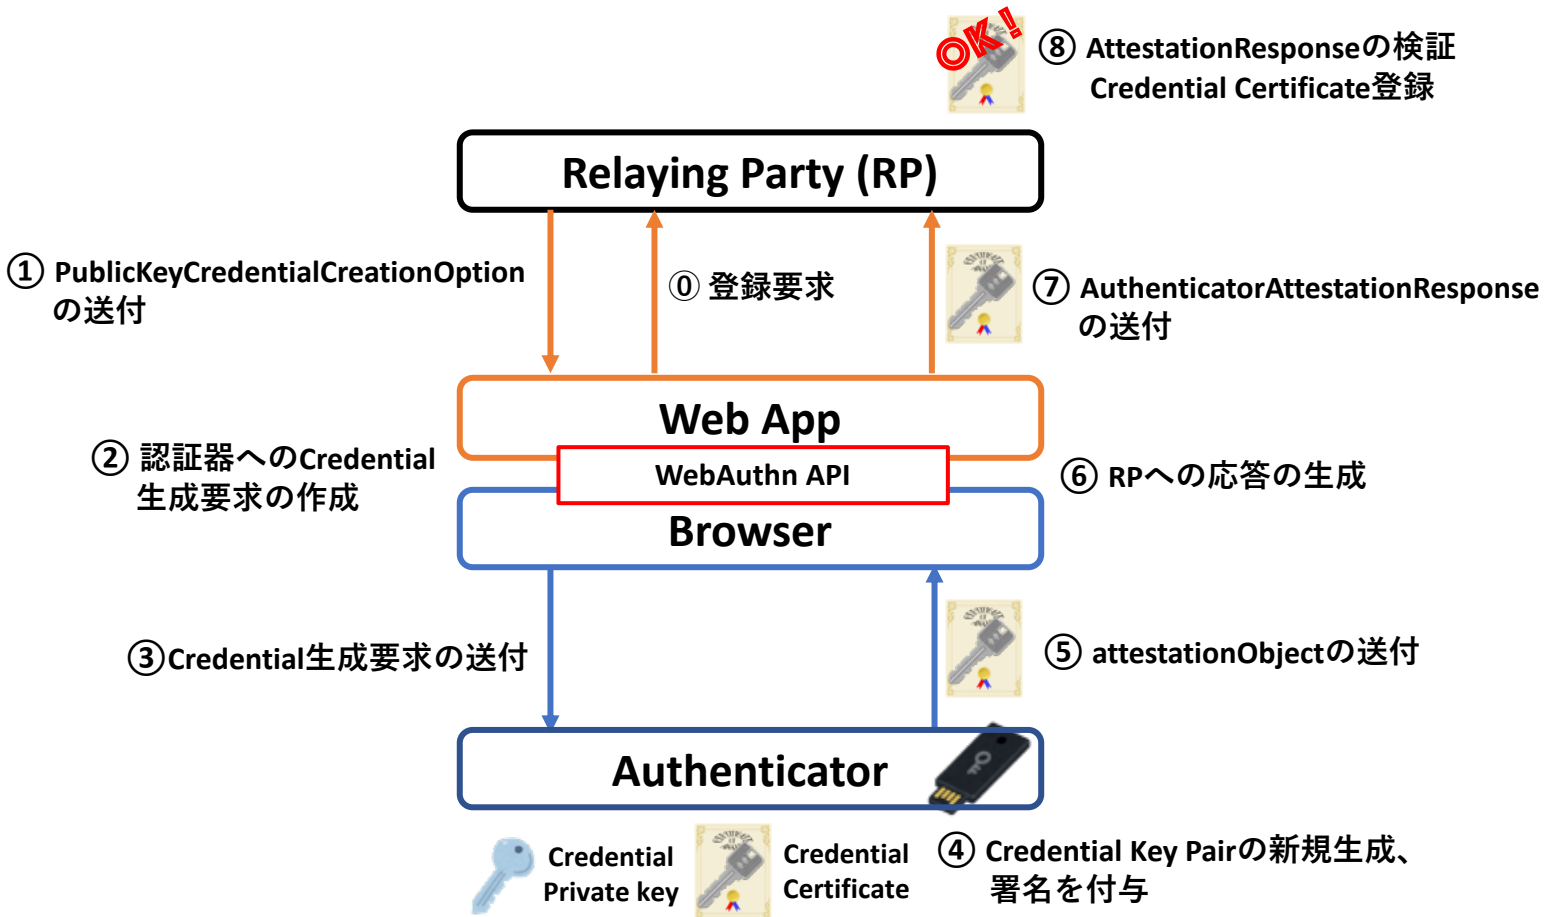 OK!
⑧ AttestationResponseの検証
Credential Certificate登録
Relaying Party (RP)
① PublicKeyCredentialCreationOption
の送付
⓪ 登録要求
⑦ AuthenticatorAttestationResponse
の送付
Web App
② 認証器へのCredential
生成要求の作成
WebAuthn API
⑥ RPへの応答の生成
Browser
③Credential生成要求の送付
⑤ attestationObjectの送付
Authenticator
Credential
Private key
Credential
Certificate
④ Credential Key Pairの新規生成、
署名を付与